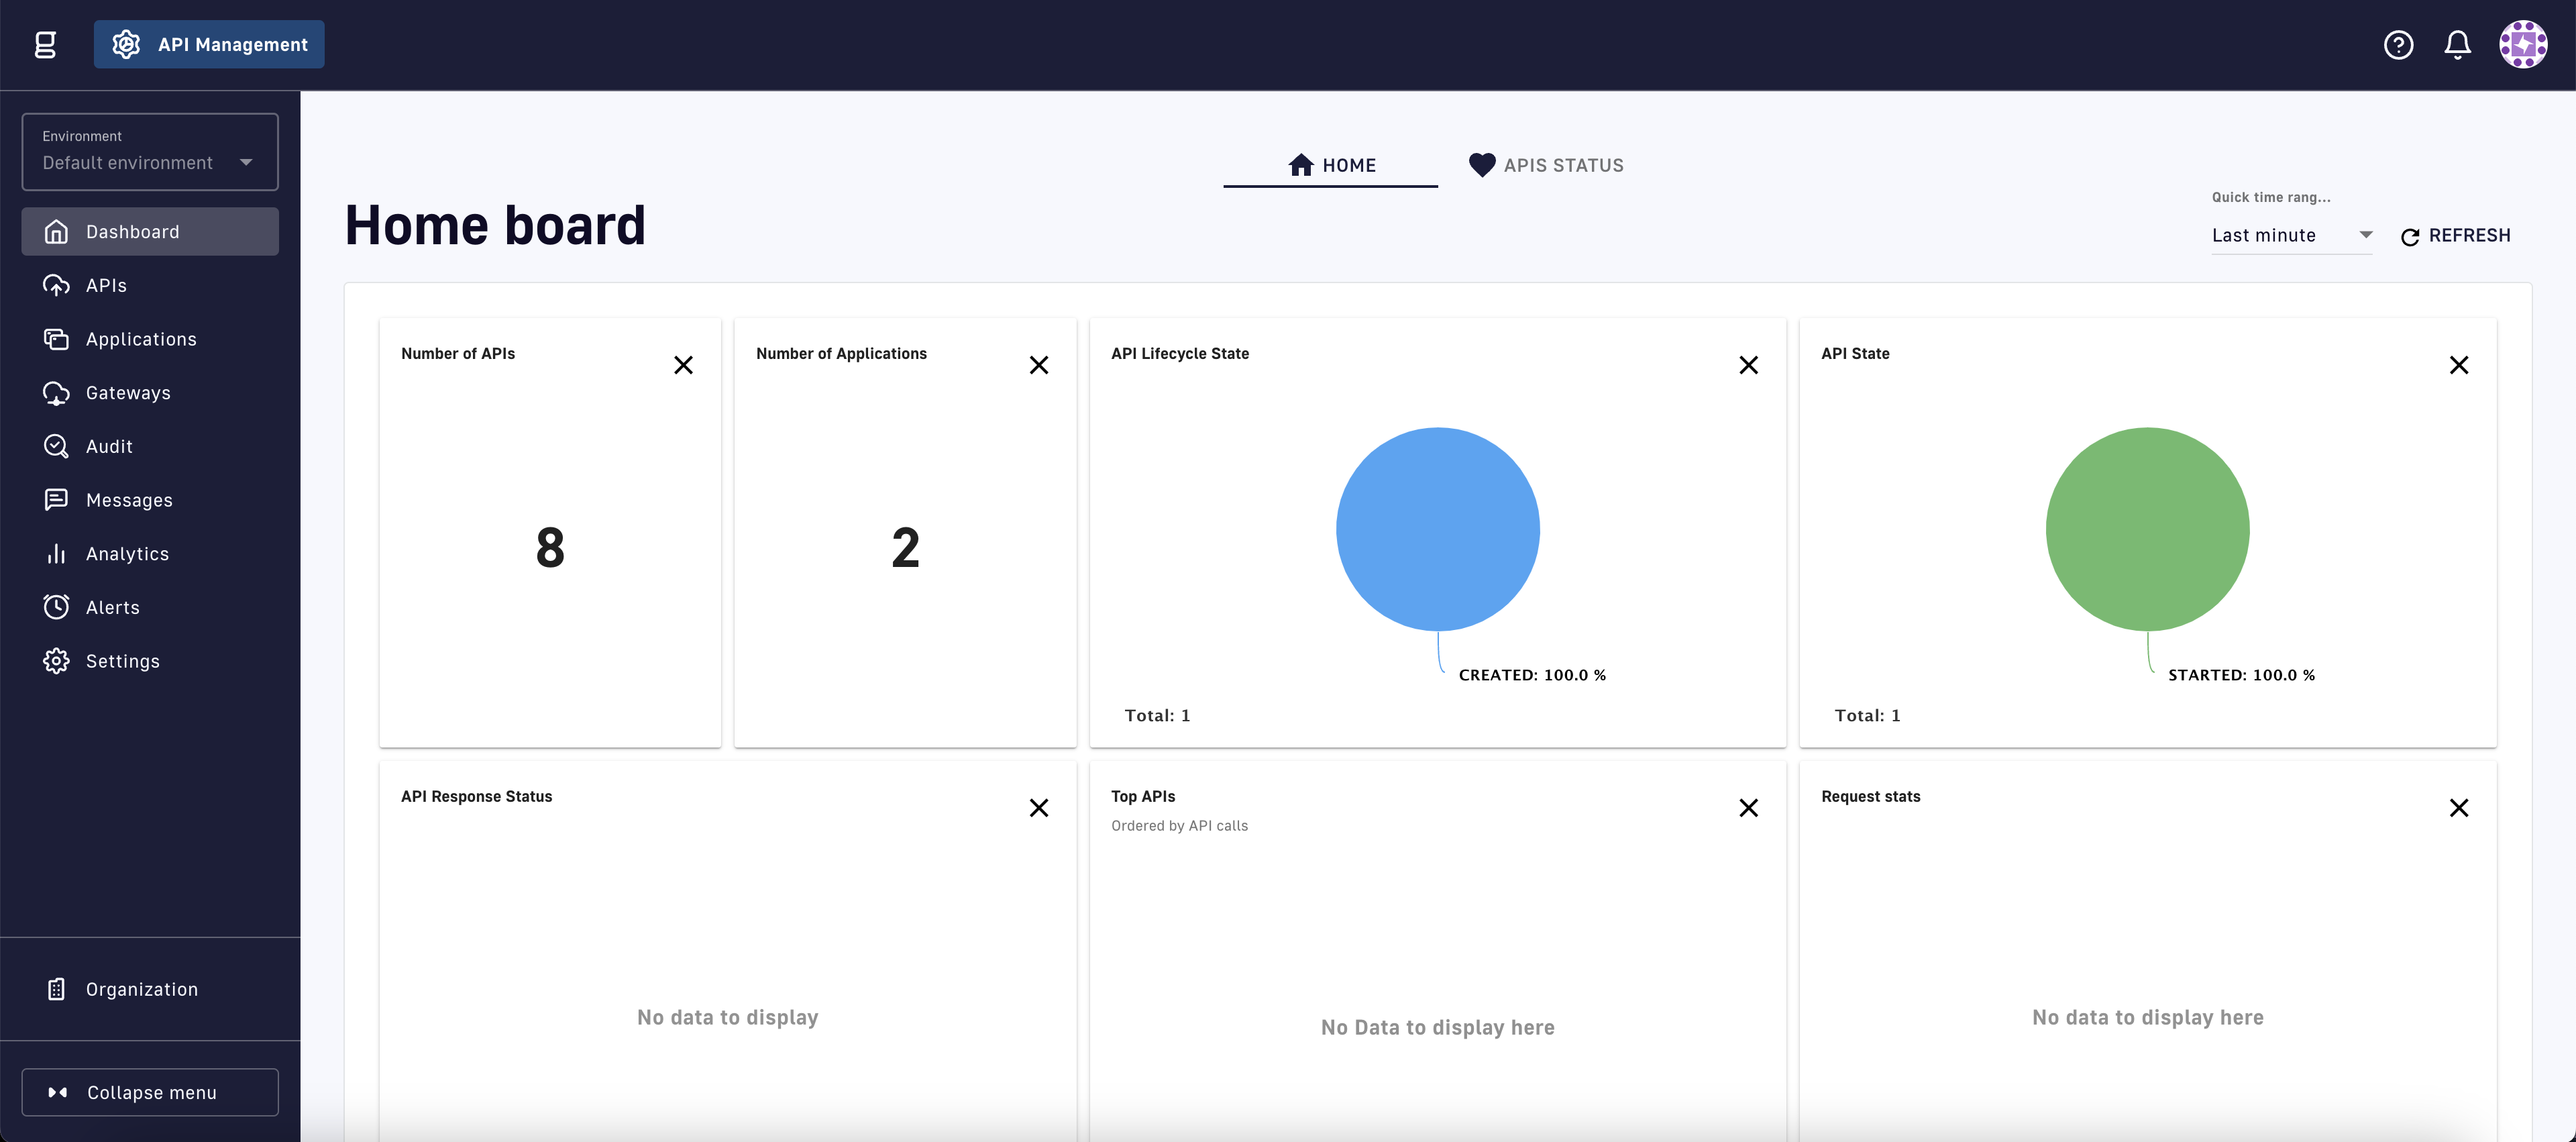 g
API Management
Environment
Default environment
Dashboard
APIs
Applications
Gateways
Audit
Messages
Analytics
Alerts
Settings
Organization
Collapse menu
HOME
APIS STATUS
Home board
Quick time rang...
Last minute
REFRESH
Number of APIs
8
Number of Applications
2
API Lifecycle State
CREATED: 100.0 %
Total: 1
API State
STARTED: 100.0 %
Total: 1
API Response Status
No data to display
Top APIs
Ordered by API calls
No Data to display here
Request stats
No data to display here